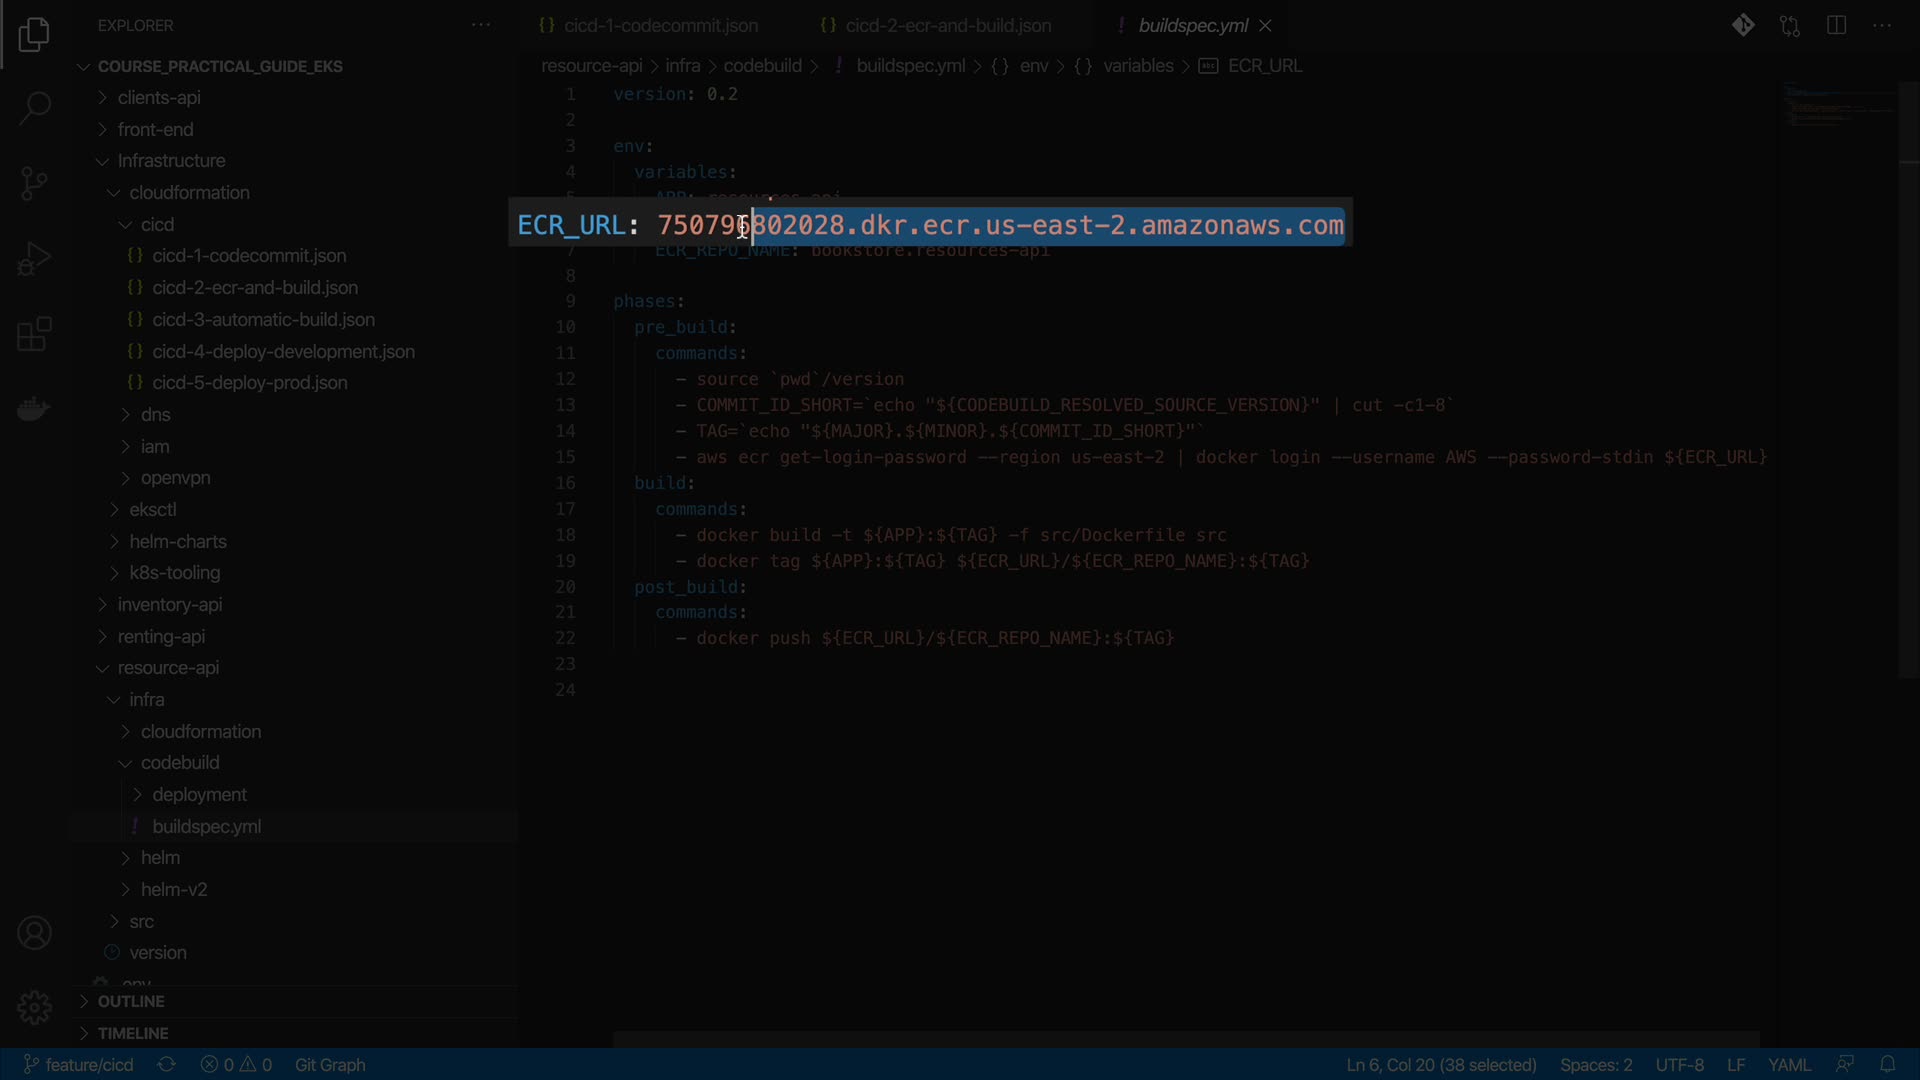 EXPLORER
COURSE_PRACTICAL_GUIDE_EKS
clients-api
front-end
Infrastructure
cloudformation
cicd
cicd-1-codecommit.json
cicd-2-ecr-and-build.json
cicd-3-automatic-build.json
cicd-4-deploy-development.json
cicd-5-deploy-prod.json
dns
iam
openvpn
eksctl
helm-charts
k8s-tooling
inventory-api
renting-api
resource-api
infra
cloudformation
codebuild
deployment
buildspec.yml
helm
helm-v2
src
version
OUTLINE
TIMELINE
cicd-1-codecommit.json cicd-2-ecr-and-build.json buildspec.yml
resource-api > infra > codebuild > ! buildspec.yml > {} env > {} variables > ECR_URL
1 version: 0.2
2
3 env:
4 variables:
ECR_URL: 750796802028.dkr.ecr.us-east-2.amazonaws.com
7 ECR_REPO_NAME: bookstore.resources-api
8
9 phases:
10 pre_build:
11 commands:
12 - source `pwd`/version
13 - COMMIT_ID_SHORT=`echo "${CODEBUILD_RESOLVED_SOURCE_VERSION}" | cut -c1-8`
14 - TAG=`echo "${MAJOR}.${MINOR}.${COMMIT_ID_SHORT}"`
15 - aws ecr get-login-password --region us-east-2 | docker login --username AWS --password-stdin ${ECR_URL}
16 build:
17 commands:
18 - docker build -t ${APP}:${TAG} -f src/Dockerfile src
19 - docker tag ${APP}:${TAG} ${ECR_URL}/${ECR_REPO_NAME}:${TAG}
20 post_build:
21 commands:
22 - docker push ${ECR_URL}/${ECR_REPO_NAME}:${TAG}
23
24
feature/cicd 0 0 Git Graph Ln 6, Col 20 (38 selected) Spaces: 2 UTF-8 LF YAML